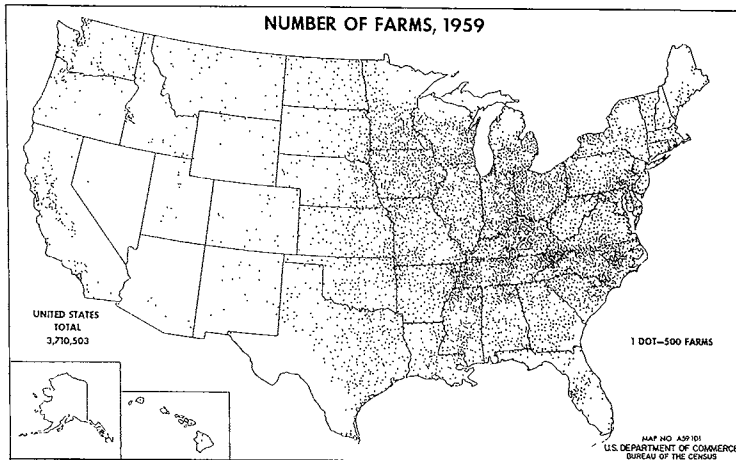 NUMBER OF FARMS, 1959
UNITED STATES
TOTAL
3,710,503
1 DOT—500 FARMS
MAP NO A59 101
U.S. DEPARTMENT OF COMMERCE
BUREAU OF THE CENSUS